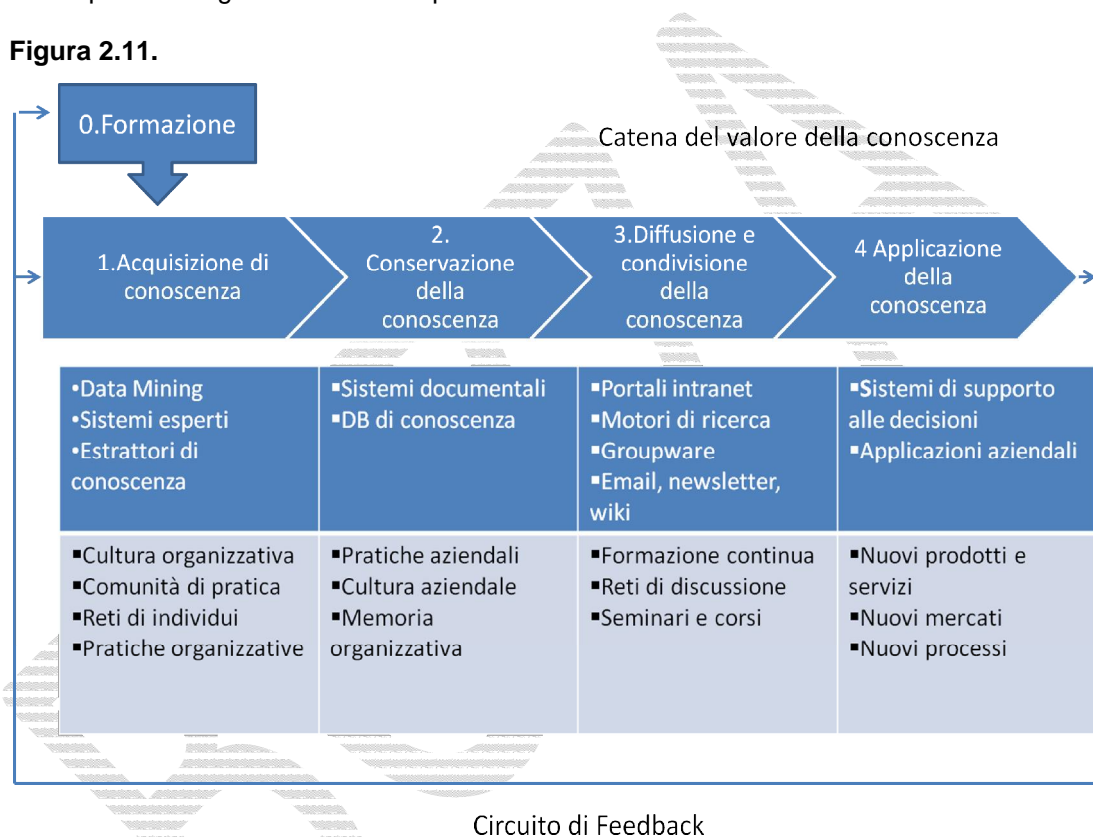 Figura 2.11.
0.Formazione
Catena del valore della conoscenza
1.Acquisizione di
conoscenza
2.
Conservazione
della
conoscenza
3.Diffusione e
condivisione
della
conoscenza
4 Applicazione
della
conoscenza
•Data Mining
•Sistemi esperti
•Estrattori di
conoscenza
▪Sistemi documentali
▪DB di conoscenza
▪Portali intranet
▪Motori di ricerca
▪Groupware
▪Email, newsletter,
wiki
▪Sistemi di supporto
alle decisioni
▪Applicazioni aziendali
▪Cultura organizzativa
▪Comunità di pratica
▪Reti di individui
▪Pratiche organizzative
▪Pratiche aziendali
▪Cultura aziendale
▪Memoria
organizzativa
▪Formazione continua
▪Reti di discussione
▪Seminari e corsi
▪Nuovi prodotti e
servizi
▪Nuovi mercati
▪Nuovi processi
Circuito di Feedback